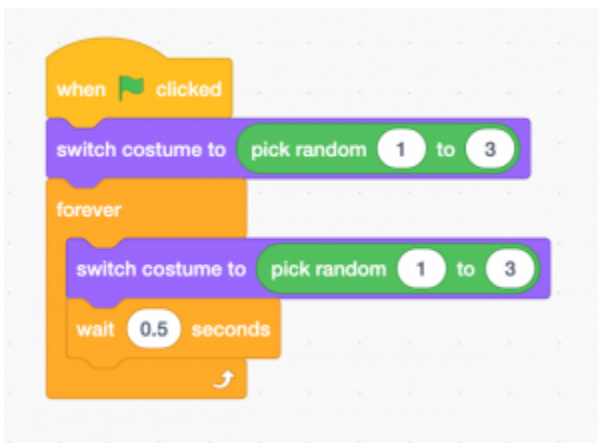 when clicked
switch costume to pick random 1 to 3
forever
switch costume to pick random 1 to 3
wait 0.5 seconds